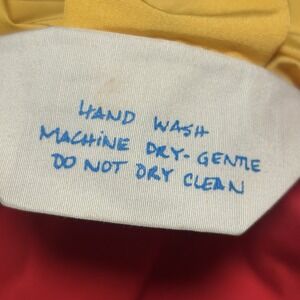 HAND WASH
MACHINE DRY-GENTLE
DO NOT DRY CLEAN